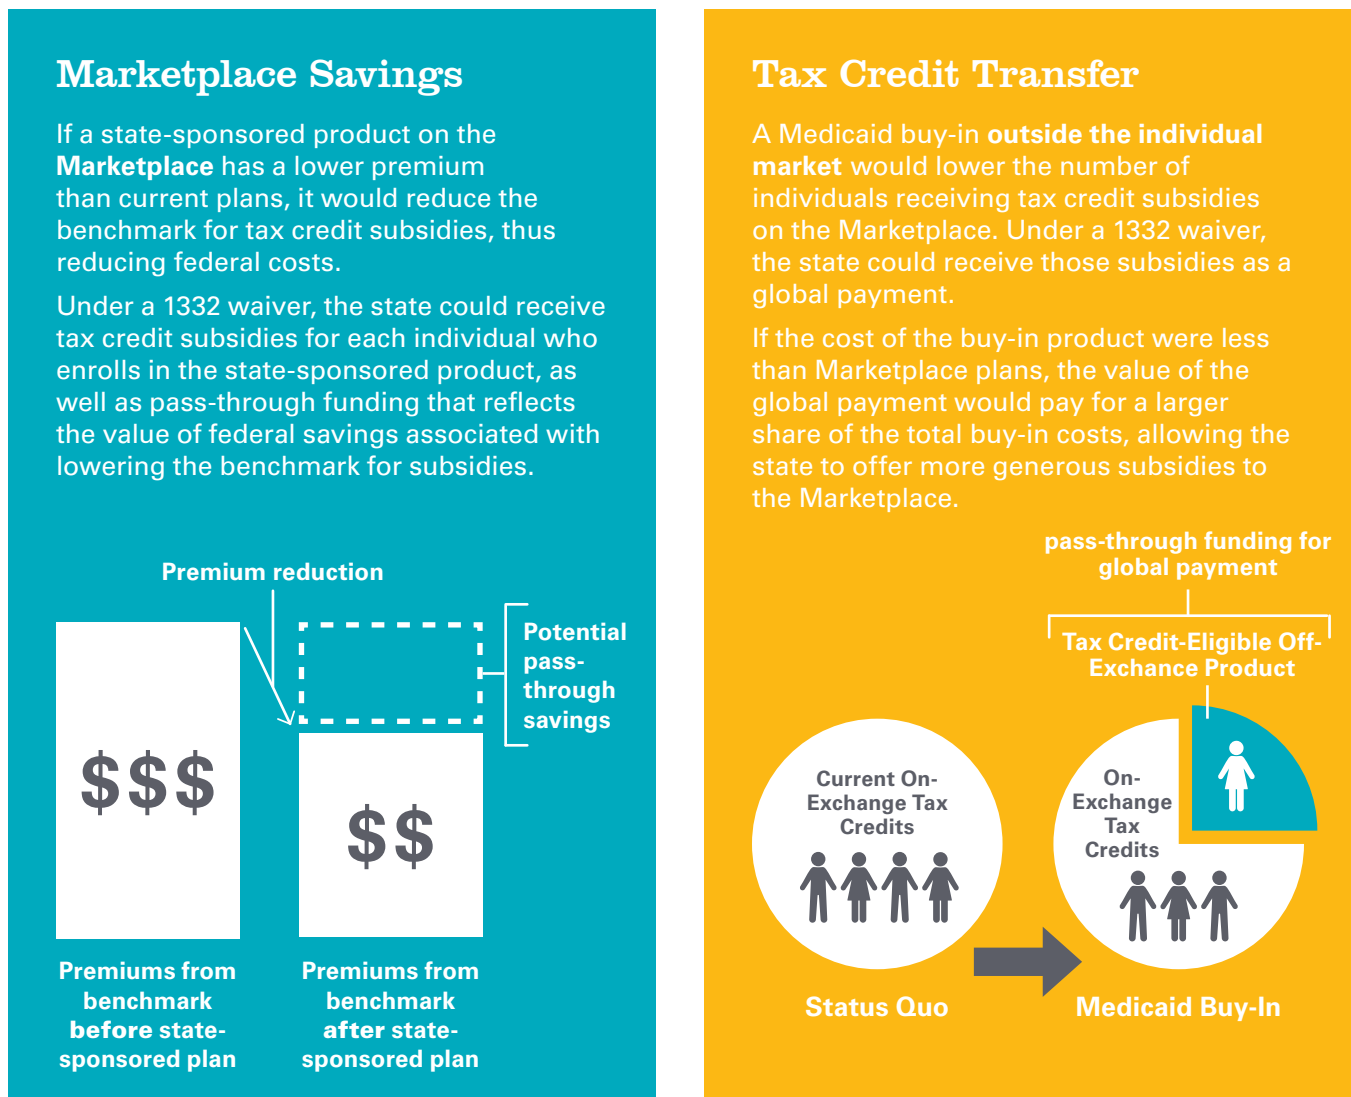 Marketplace Savings
If a state-sponsored product on the
Marketplace has a lower premium
than current plans, it would reduce the
benchmark for tax credit subsidies, thus
reducing federal costs.
Under a 1332 waiver, the state could receive
tax credit subsidies for each individual who
enrolls in the state-sponsored product, as
well as pass-through funding that reflects
the value of federal savings associated with
lowering the benchmark for subsidies.
Premium reduction
Potential
pass-
through
savings
$$$
$$
Premiums from
benchmark
before state-
sponsored plan
Premiums from
benchmark
after state-
sponsored plan
Tax Credit Transfer
A Medicaid buy-in outside the individual
market would lower the number of
individuals receiving tax credit subsidies
on the Marketplace. Under a 1332 waiver,
the state could receive those subsidies as a
global payment.
If the cost of the buy-in product were less
than Marketplace plans, the value of the
global payment would pay for a larger
share of the total buy-in costs, allowing the
state to offer more generous subsidies to
the Marketplace.
pass-through funding for
global payment
Tax Credit-Eligible Off-
Exchance Product
Current On-
Exchange Tax
Credits
On-
Exchange
Tax
Credits
Status Quo
Medicaid Buy-In